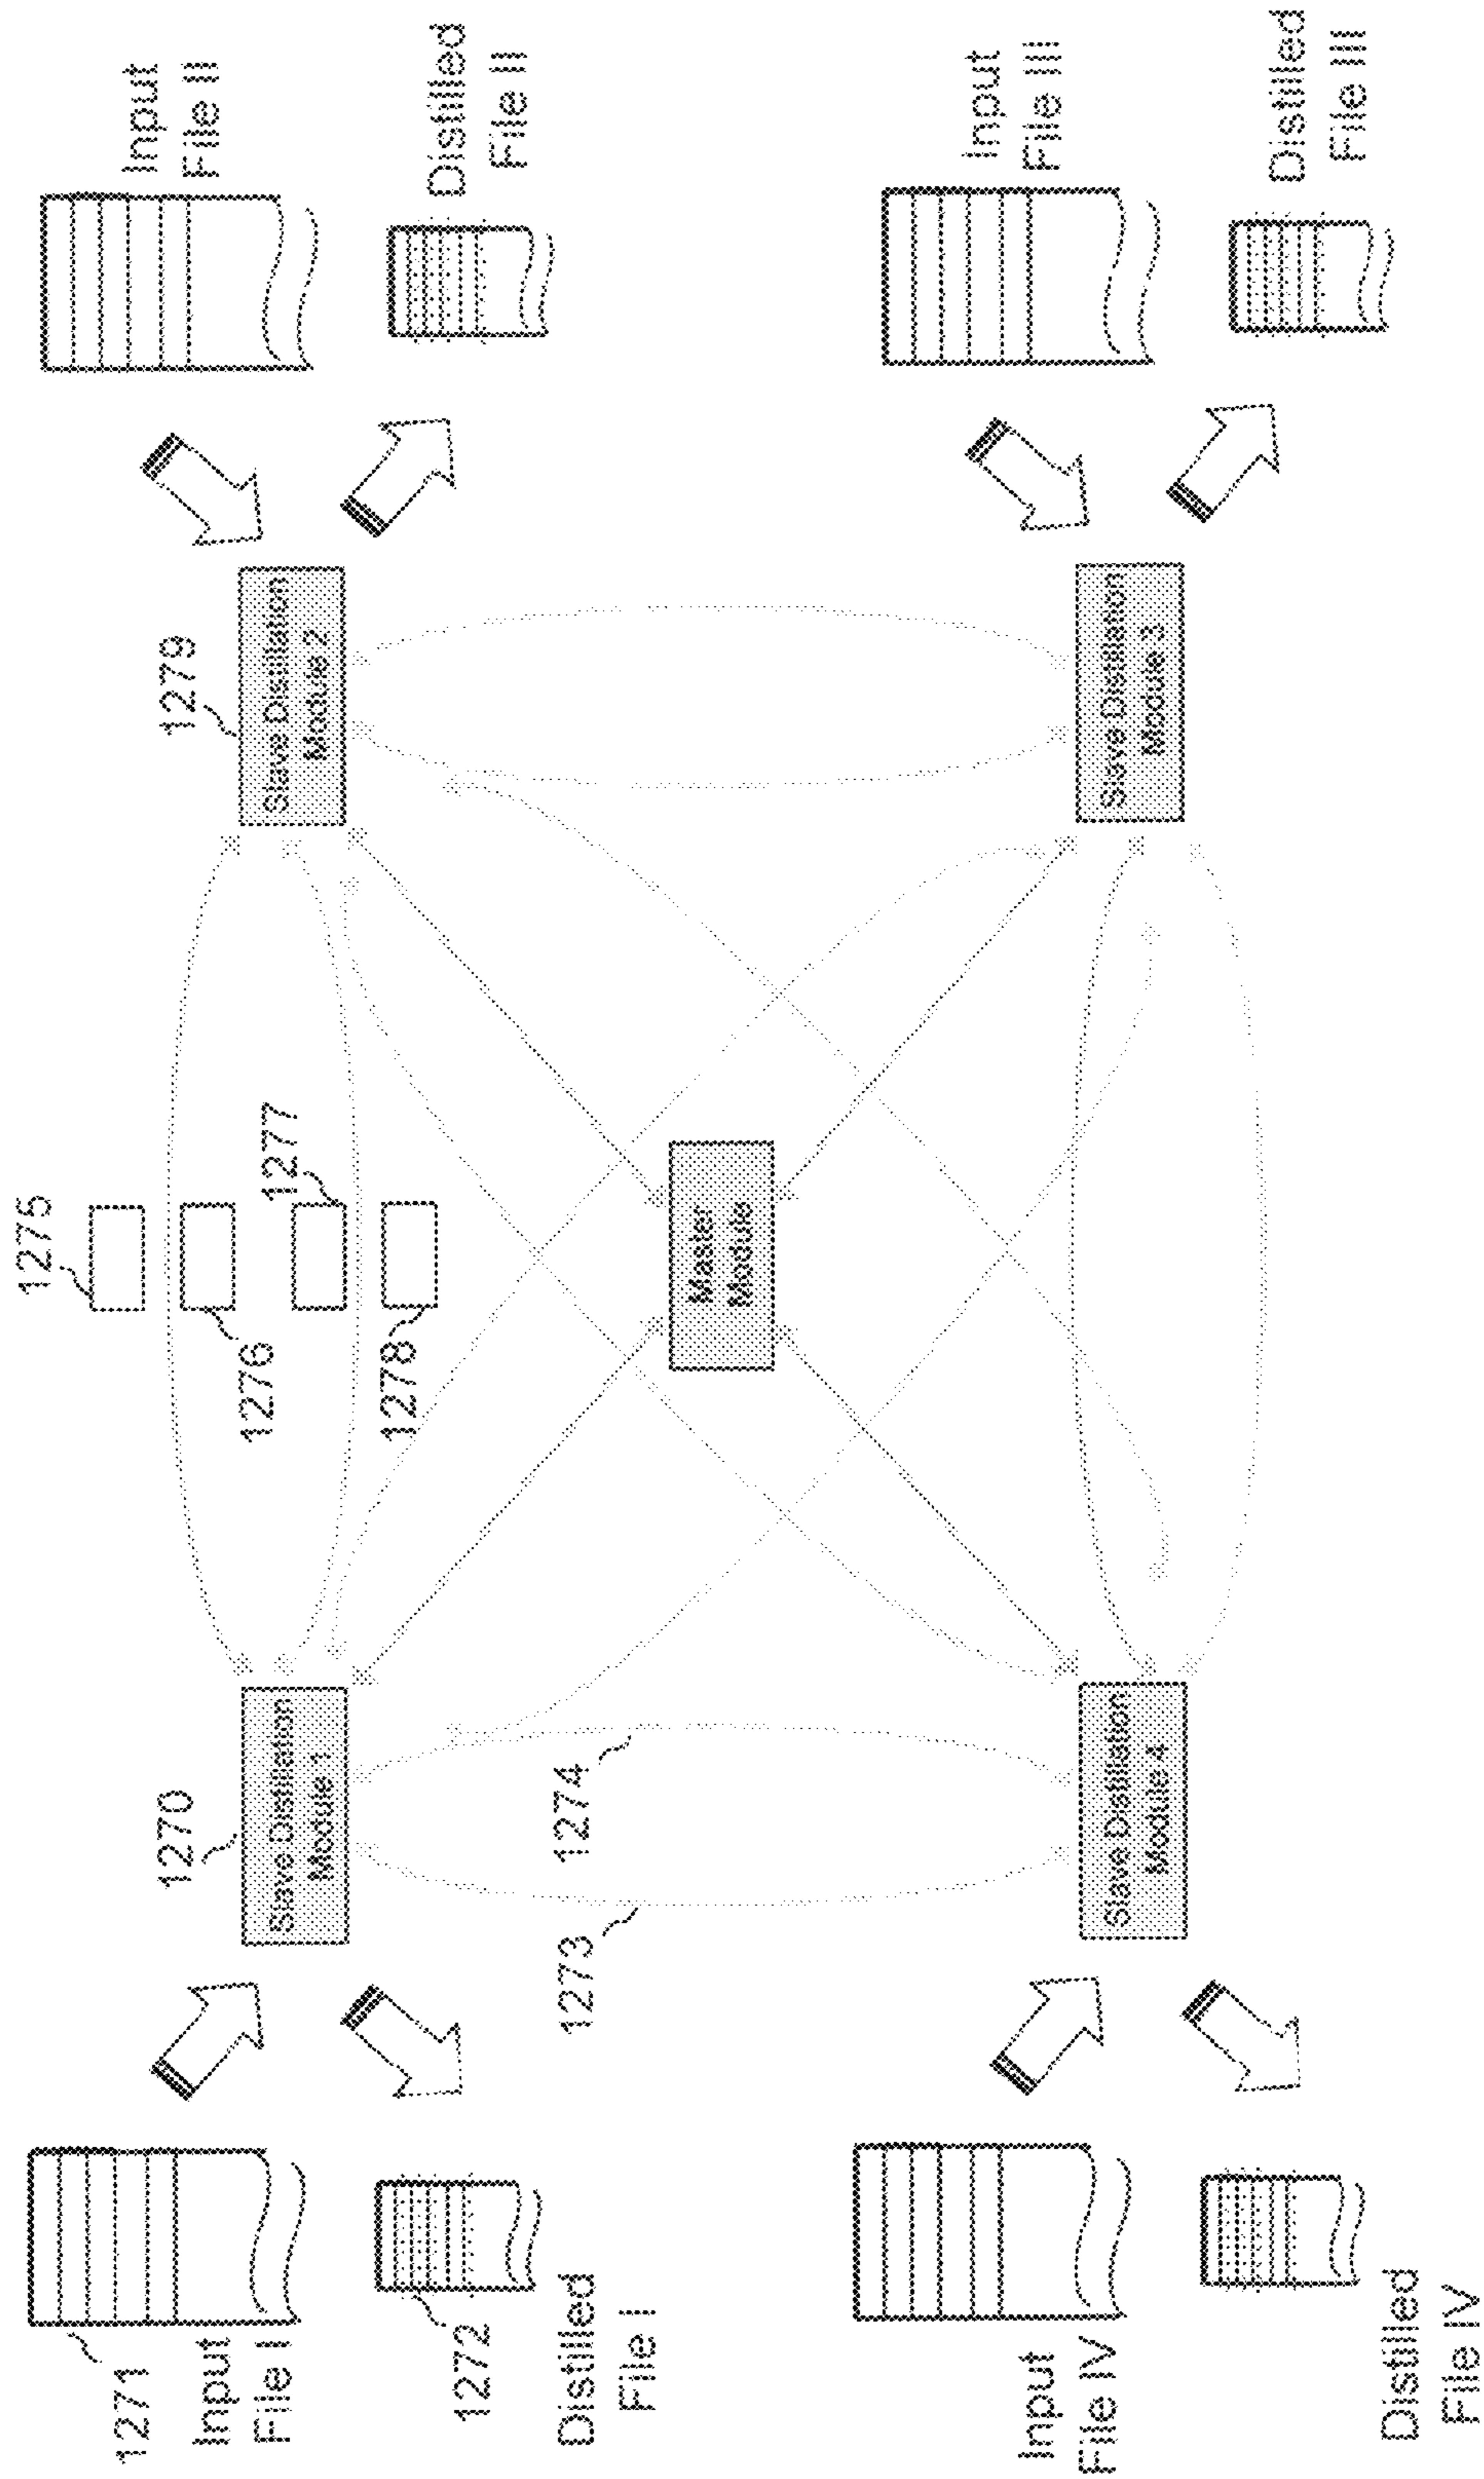 1271
Input
File I
1272
Distilled
File I
1270
Slave Distillation
Module 1
1273
1274
1275
1276
1277
1278
1279
Slave Distillation
Module 2
Input
File II
Distilled
File II
Master
Module
Input
File IV
Distilled
File IV
Slave Distillation
Module 4
Slave Distillation
Module 3
Input
File III
Distilled
File III